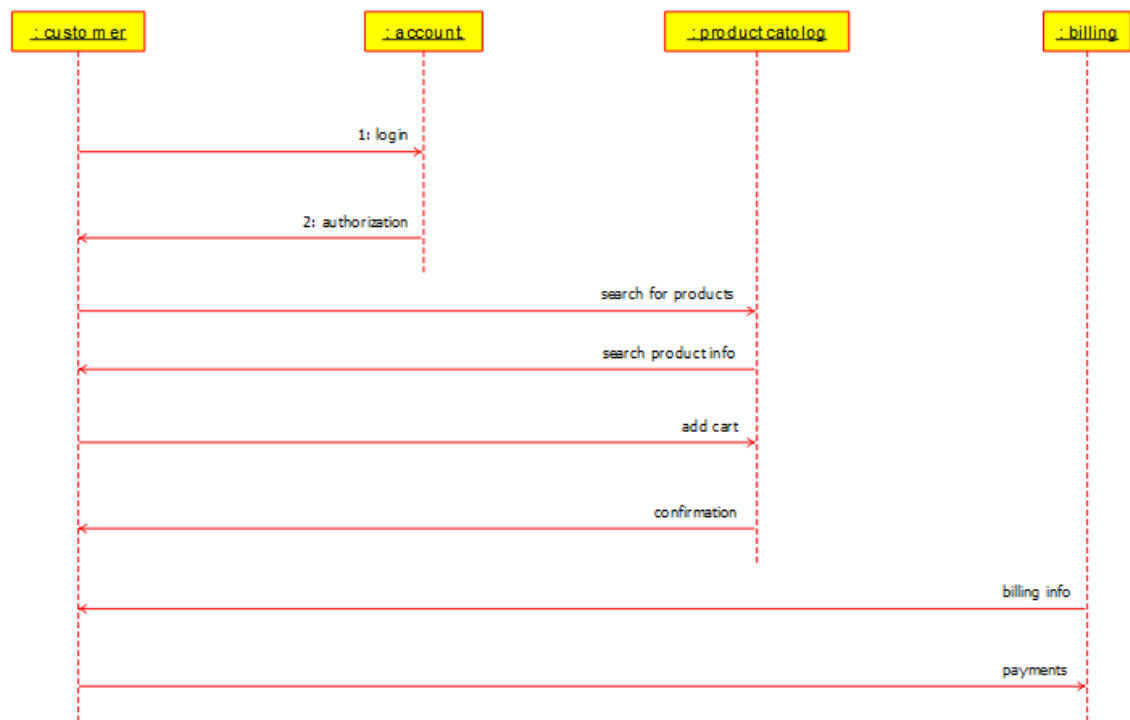 : customer
: account
: product catolog
: billing
1: login
2: authorization
search for products
search product info
add cart
confirmation
billing info
payments